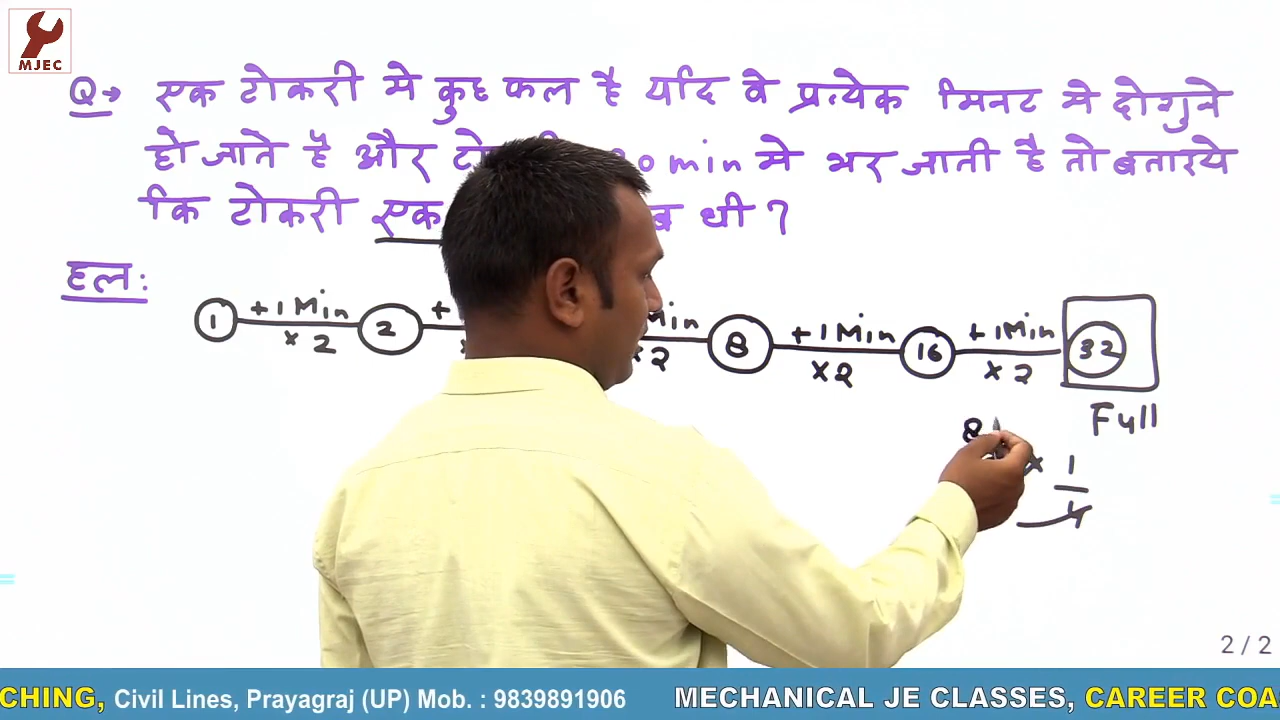 MJEC
Q→ एक टोकरी मे कुछ फल है यदि वे प्रत्येक मिनट मे दोगुने
हो जाते है और min मे भर जाती है तो बताइये
कि टोकरी एक थी ?
हल:
1 +1 Min ×2 2 + ×2 8 +1 Min ×2 16 +1 Min ×2 32
Full
8
× 1/4
2 / 2
CHING, Civil Lines, Prayagraj (UP) Mob. : 9839891906 MECHANICAL JE CLASSES, CAREER COA